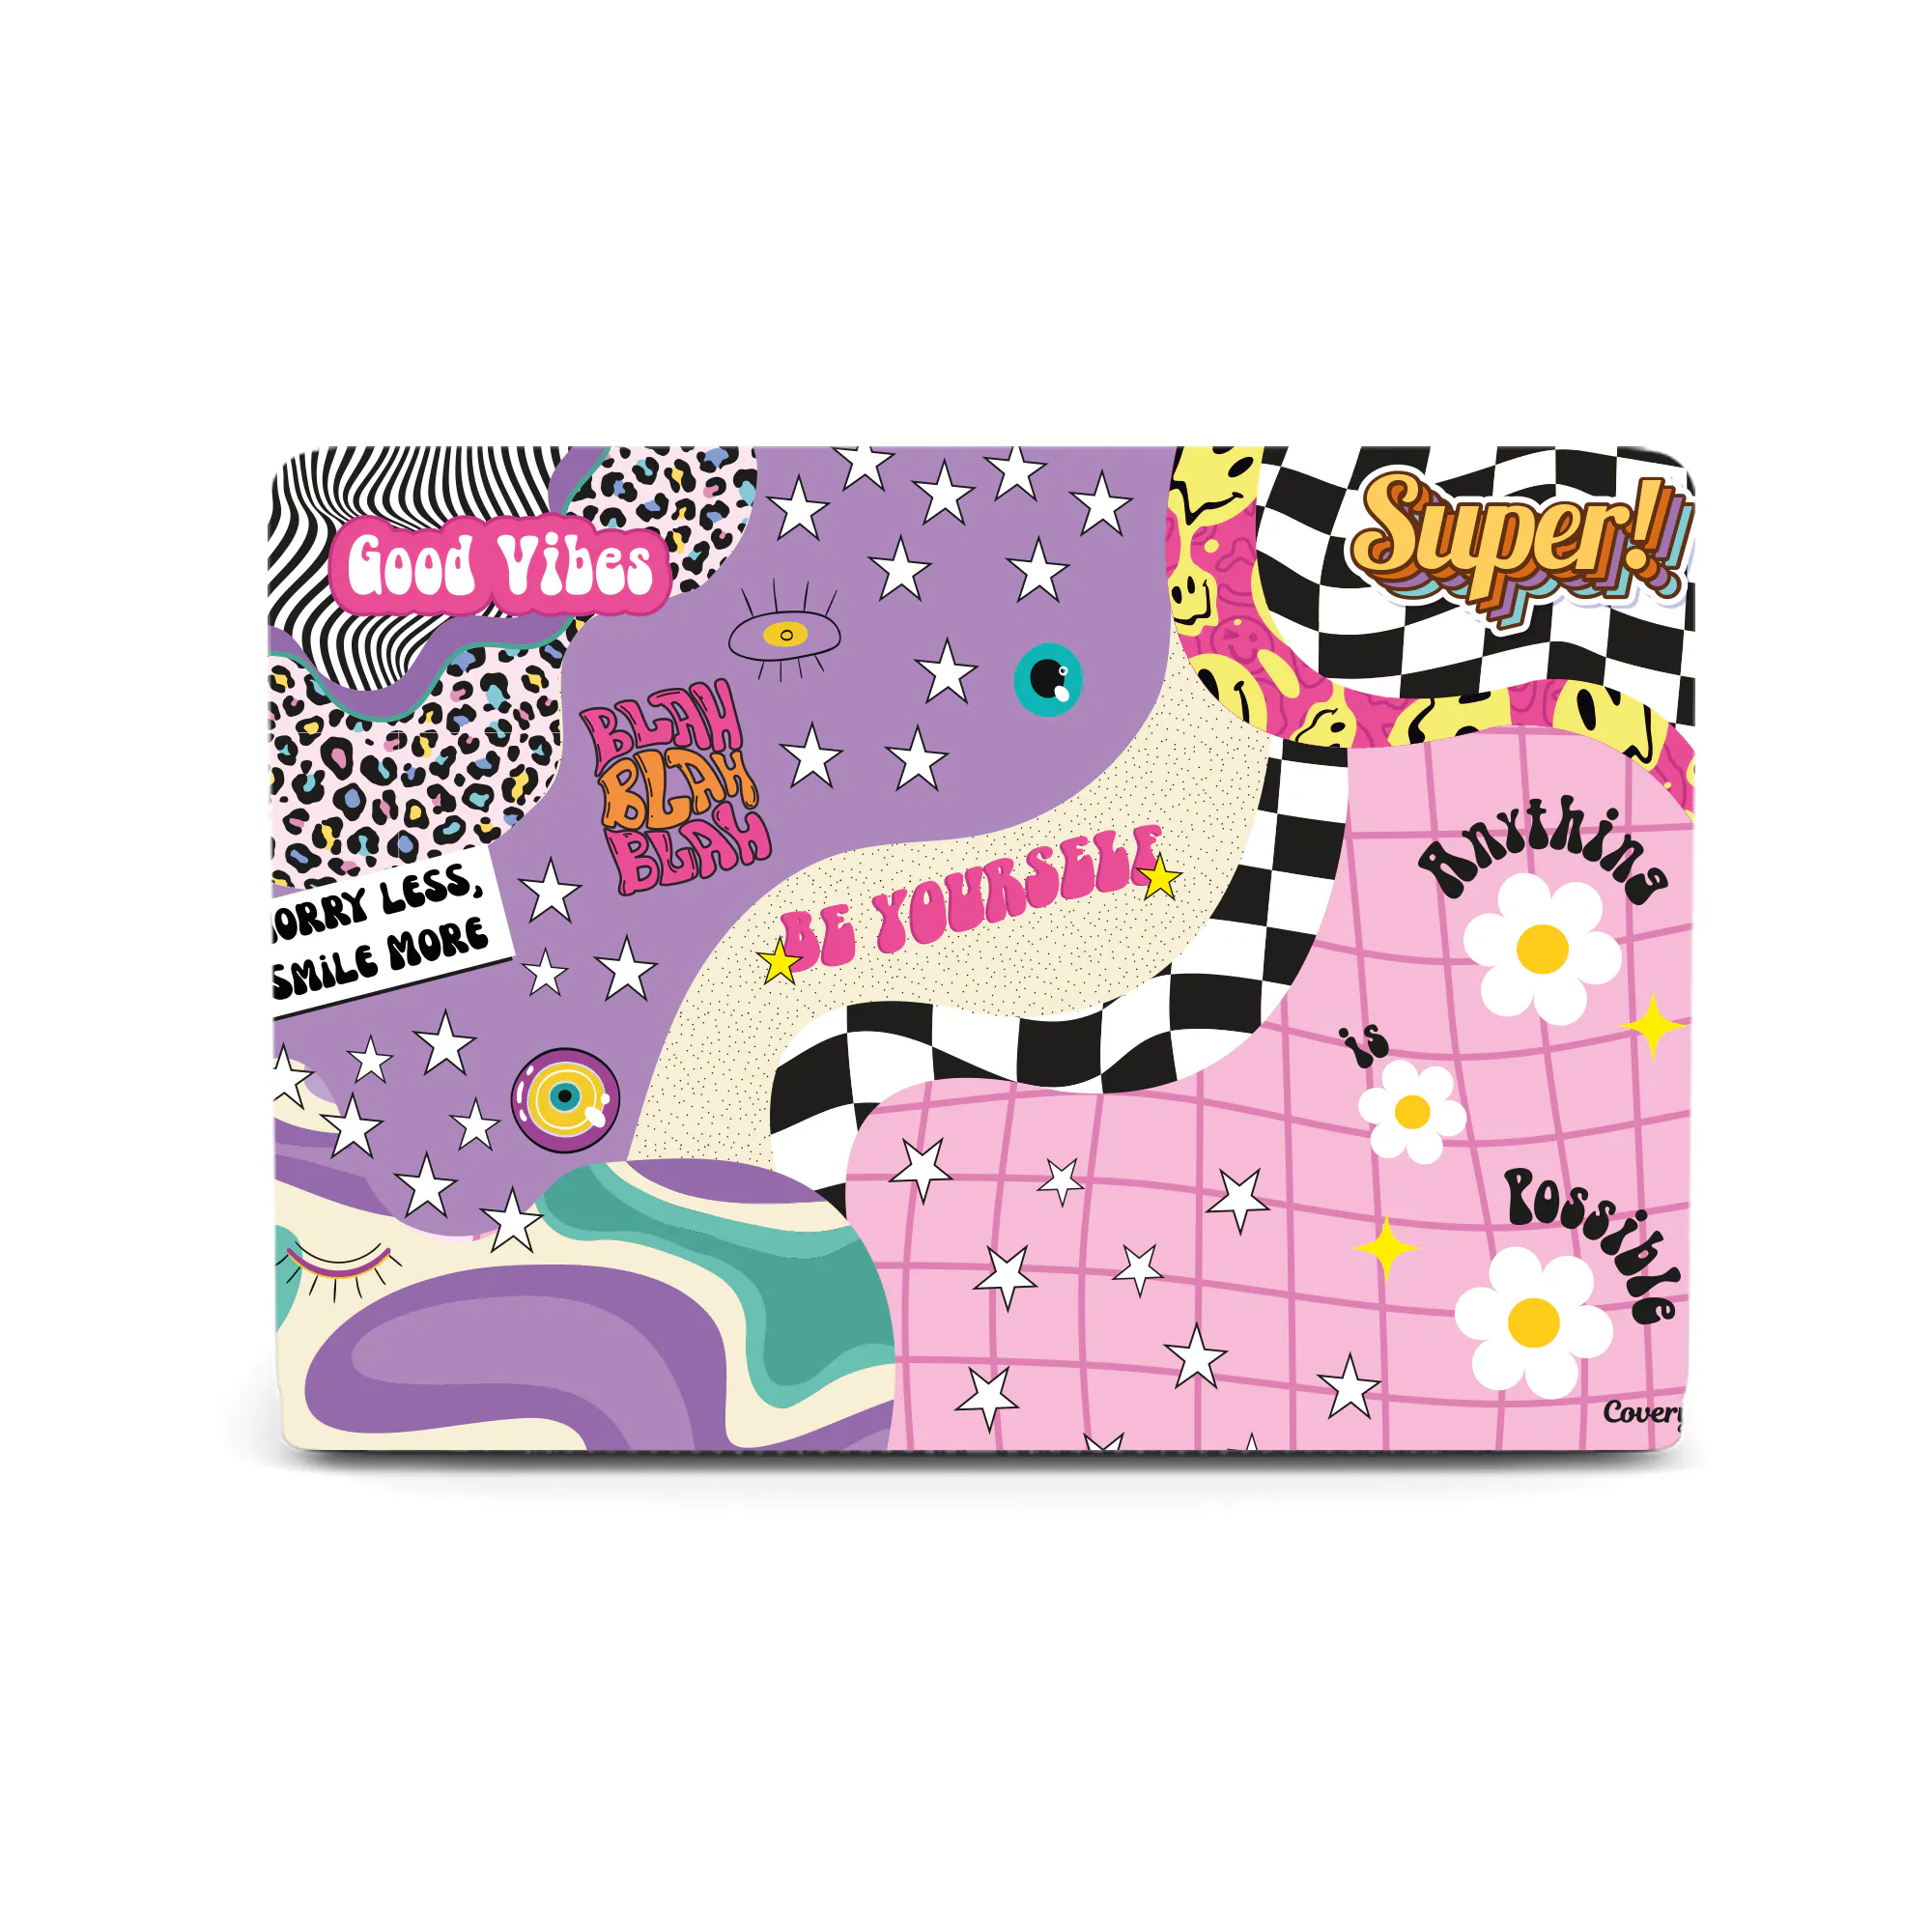 Good Vibes
Super!
BLAH
BLAH
BLAH
ORRY LESS,
SMiLE MORE
BE YOURSELF
Anything
is
Possible
Covery